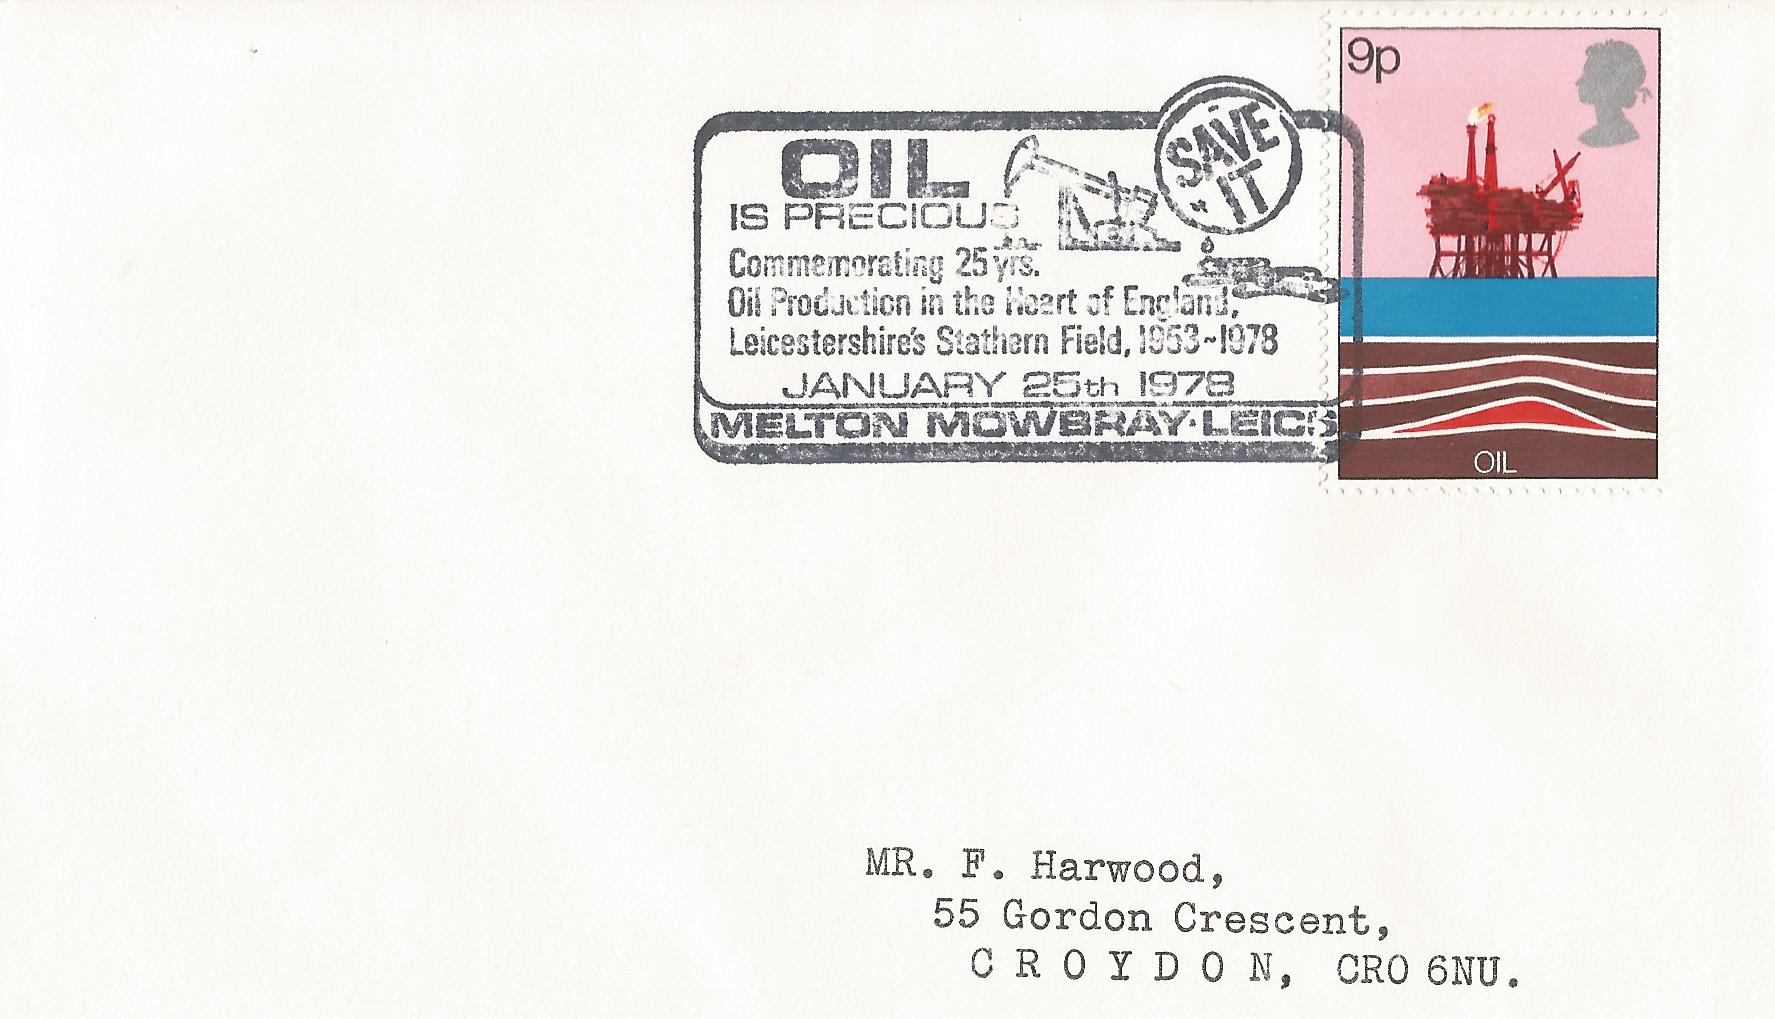 9p
SAVE
IT
OIL
IS PRECIOUS
Commemorating 25 yrs.
Oil Production in the Heart of England,
Leicestershire's Stathern Field, 1953~1978
JANUARY 25th 1978
MELTON MOWBRAY·LEICS
OIL
MR. F. Harwood,
55 Gordon Crescent,
C R O Y D O N, CRO 6NU.